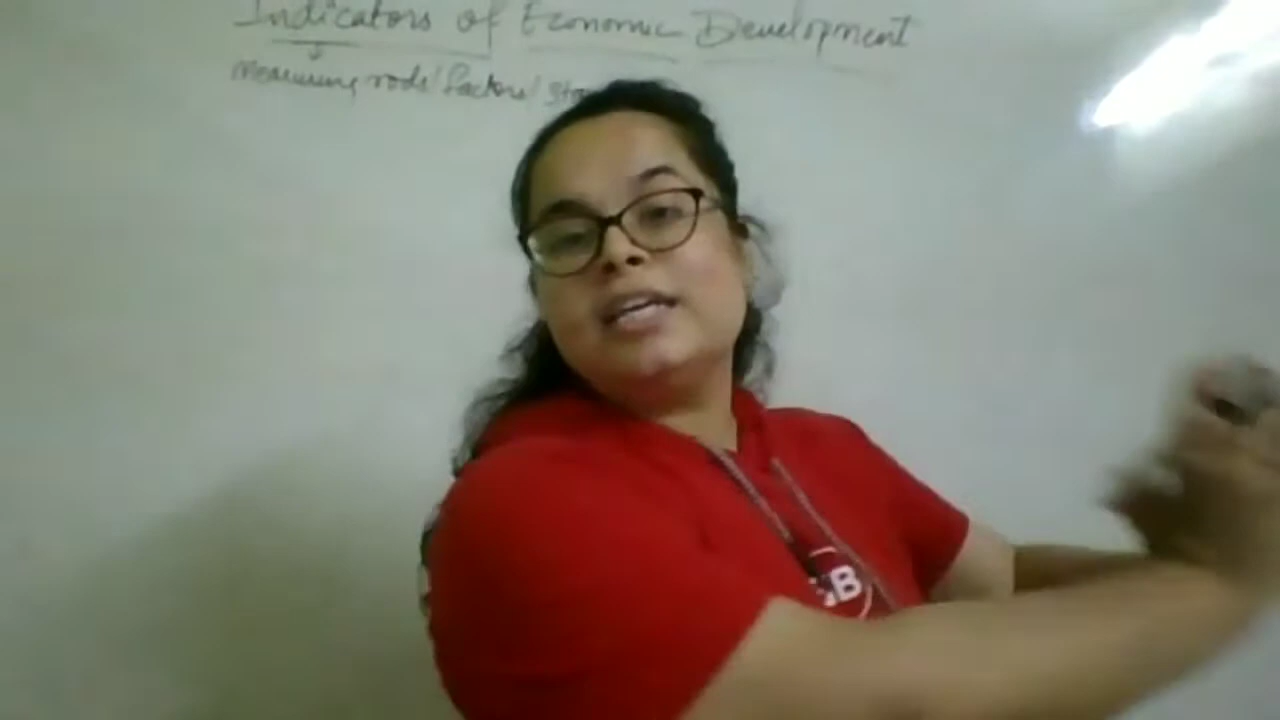 Indicators of Economic Development
Measuring rods/factors/
B